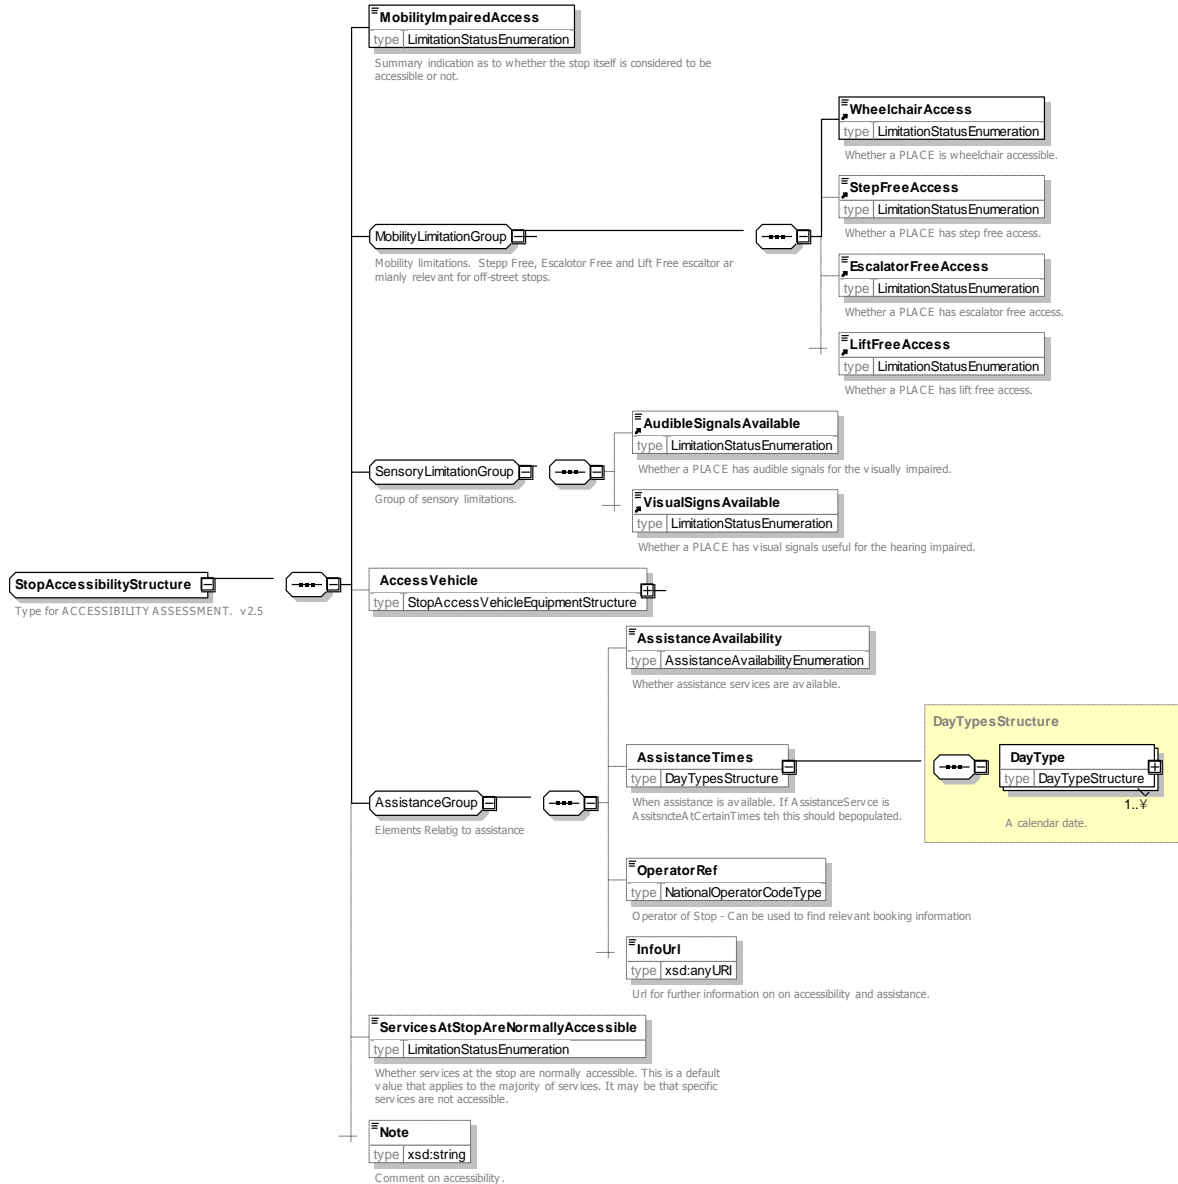 MobilityImpairedAccess
type LimitationStatusEnumeration
Summary indication as to whether the stop itself is considered to be
accessible or not.
WheelchairAccess
type LimitationStatusEnumeration
Whether a PLACE is wheelchair accessible.
StepFreeAccess
type LimitationStatusEnumeration
Whether a PLACE has step free access.
MobilityLimitationGroup
Mobility limitations. Stepp Free, Escalotor Free and Lift Free escaltor ar
mianly relevant for off-street stops.
EscalatorFreeAccess
type LimitationStatusEnumeration
Whether a PLACE has escalator free access.
LiftFreeAccess
type LimitationStatusEnumeration
Whether a PLACE has lift free access.
AudibleSignalsAvailable
type LimitationStatusEnumeration
Whether a PLACE has audible signals for the visually impaired.
SensoryLimitationGroup
Group of sensory limitations.
VisualSignsAvailable
type LimitationStatusEnumeration
Whether a PLACE has visual signals useful for the hearing impaired.
StopAccessibilityStructure
Type for ACCESSIBILITY ASSESSMENT. v2.5
AccessVehicle
type StopAccessVehicleEquipmentStructure
AssistanceAvailability
type AssistanceAvailabilityEnumeration
Whether assistance services are available.
DayTypesStructure
AssistanceTimes
type DayTypesStructure
When assistance is available. If AssistanceServce is
AssitsncteAtCertainTimes teh this should bepopulated.
DayType
type DayTypeStructure
1..¥
A calendar date.
AssistanceGroup
Elements Relatig to assistance
OperatorRef
type NationalOperatorCodeType
Operator of Stop - Can be used to find relevant booking information
InfoUrl
type xsd:anyURI
Url for further information on on accessibility and assistance.
ServicesAtStopAreNormallyAccessible
type LimitationStatusEnumeration
Whether services at the stop are normally accessible. This is a default
value that applies to the majority of services. It may be that specific
services are not accessible.
Note
type xsd:string
Comment on accessibility.